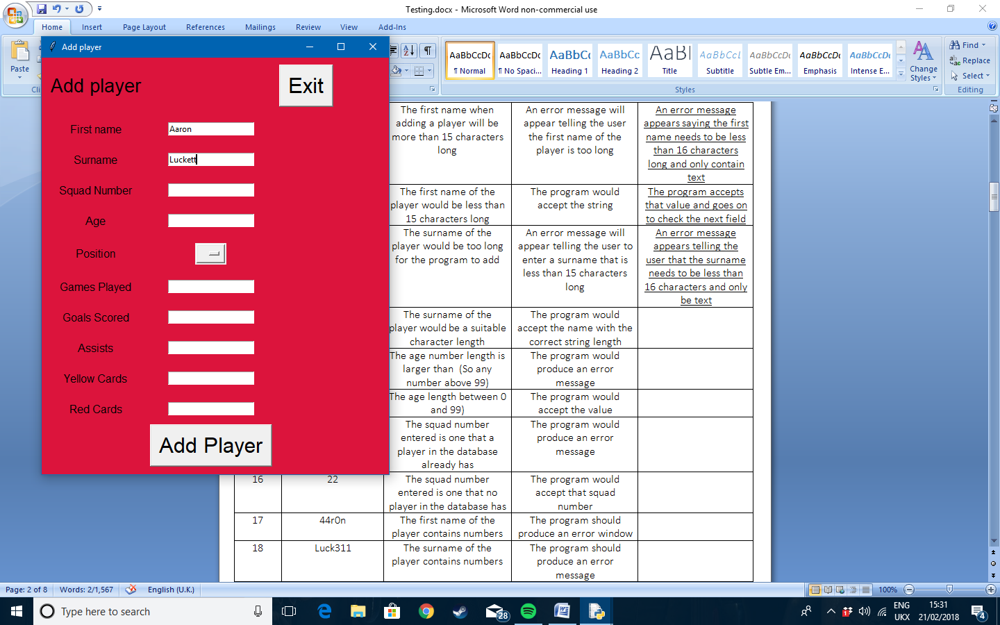 Testing.docx - Microsoft Word non-commercial use
Home
Insert
Page Layout
References
Mailings
Review
View
Add-Ins
Paste
AaBbCcDc
¶ Normal
AaBbCcDc
¶ No Spaci...
AaBbCc
Heading 1
AaBbCc
Heading 2
Title
AaBbCcL
Subtitle
AaBbCcDc
Subtle Em...
AaBbCcDc
Emphasis
AaBbCcDc
Intense E...
Change
Styles
Find
Replace
Select
Styles
Editing
Add player
Add player
Exit
First name
Aaron
Surname
Luckett
Squad Number
Age
Position
Games Played
Goals Scored
Assists
Yellow Cards
Red Cards
Add Player
The first name when
adding a player will be
more than 15 characters
long
An error message will
appear telling the user
the first name of the
player is too long
An error message
appears saying the first
name needs to be less
than 16 characters
long and only contain
text
The first name of the
player would be less than
15 characters long
The program would
accept the string
The program accepts
that value and goes on
to check the next field
The surname of the
player would be too long
for the program to add
An error message will
appear telling the user to
enter a surname that is
less than 15 characters
long
An error message
appears telling the
user that the surname
needs to be less than
16 characters and only
be text
The surname of the
player would be a suitable
character length
The program would
accept the name with the
correct string length
The age number length is
larger than (So any
number above 99)
The program would
produce an error
message
The age length between 0
and 99)
The program would
accept the value
The squad number
entered is one that a
player in the database
already has
The program would
produce an error
message
16
22
The squad number
entered is one that no
player in the database has
The program would
accept that squad
number
17
44r0n
The first name of the
player contains numbers
The program should
produce an error window
18
Luck311
The surname of the
player contains numbers
The program should
produce an error
message
Page: 2 of 8
Words: 2/1,567
English (U.K.)
100%
Type here to search
28
ENG
UKX
15:31
21/02/2018
4